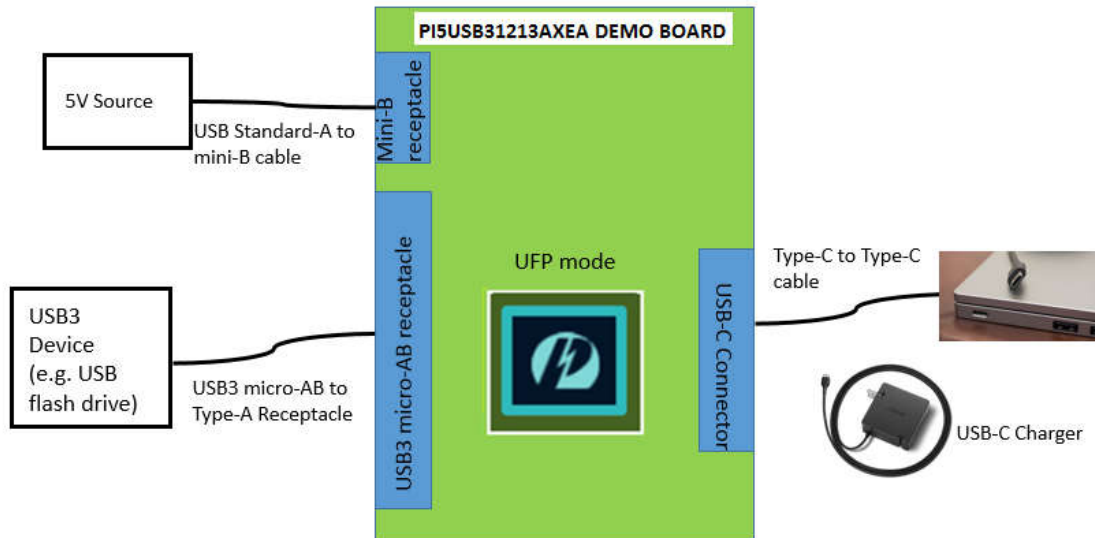 PI5USB31213AXEA DEMO BOARD
5V Source
USB Standard-A to
mini-B cable
Mini-B
receptacle
UFP mode
USB3 micro-AB receptacle
USB-C Connector
Type-C to Type-C
cable
USB3
Device
(e.g. USB
flash drive)
USB3 micro-AB to
Type-A Receptacle
USB-C Charger